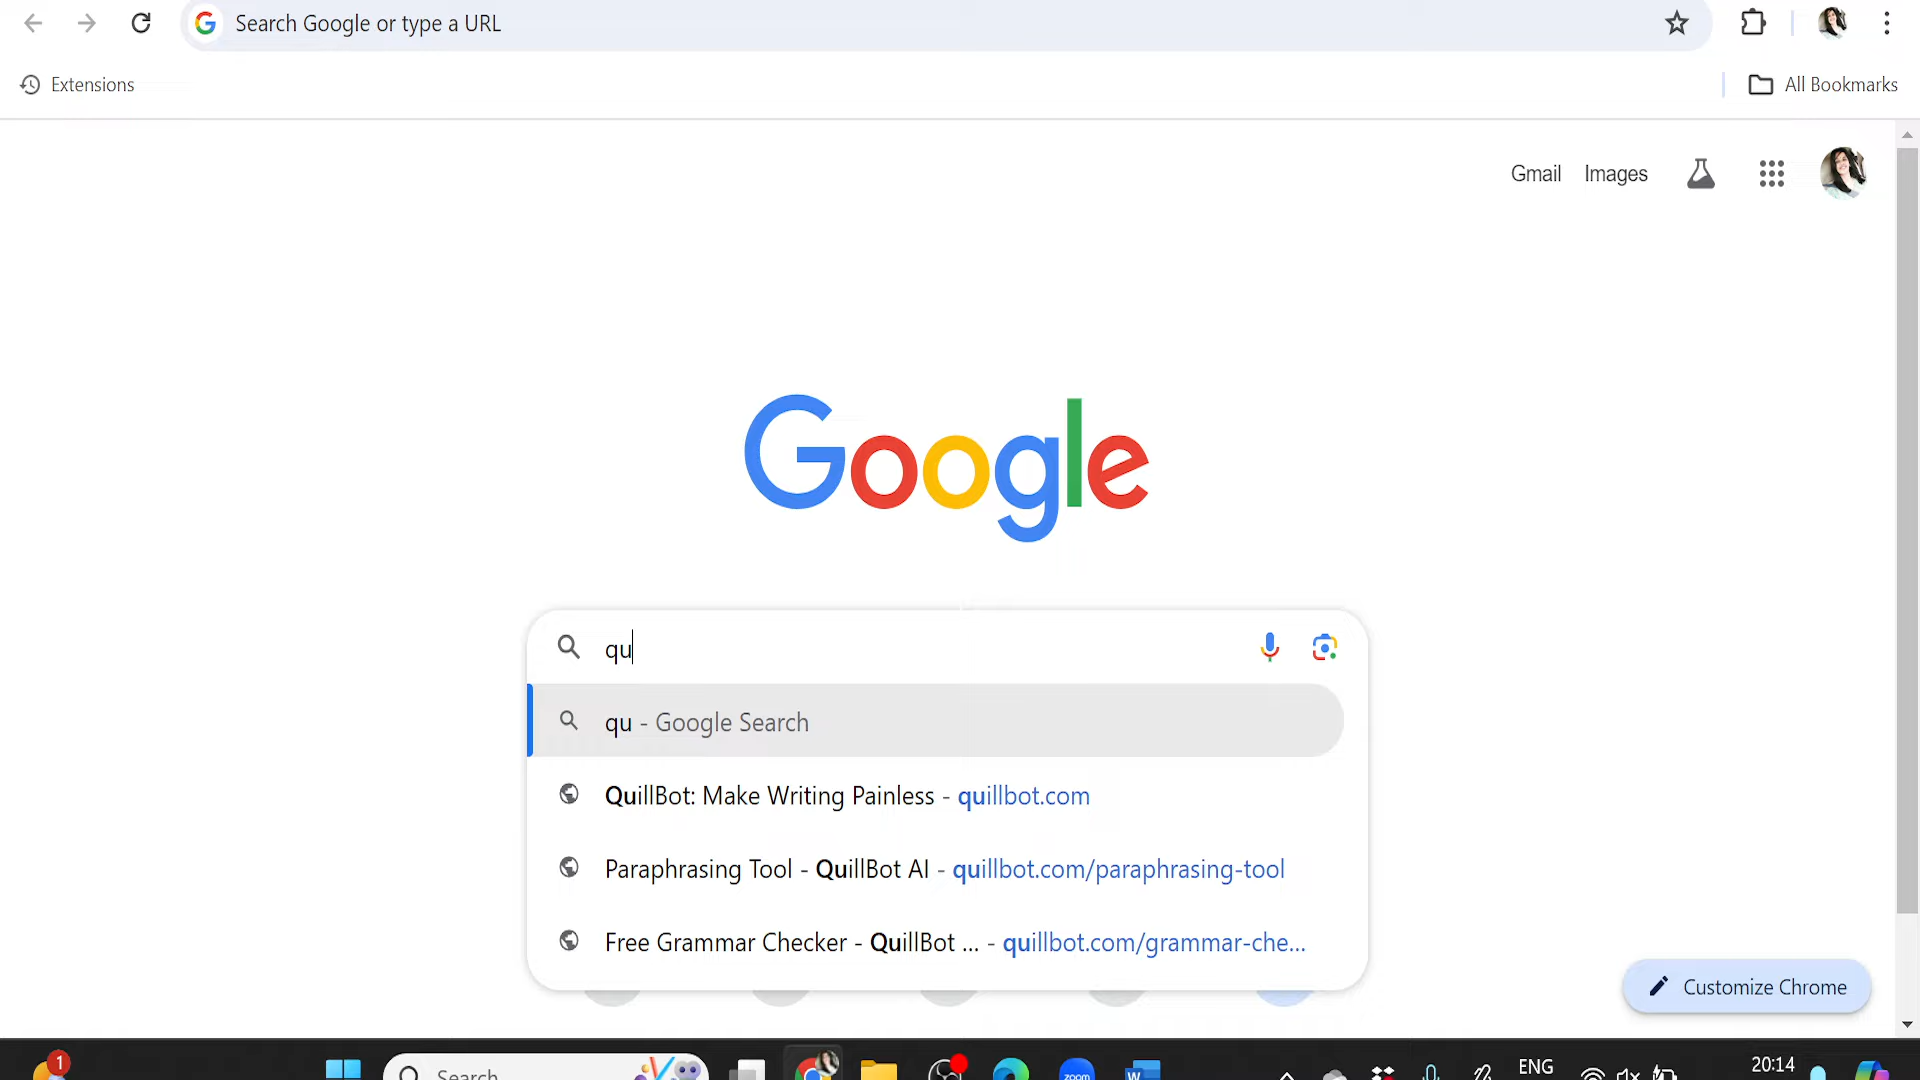 Search Google or type a URL
Extensions
All Bookmarks
Gmail Images
Google
qu
qu - Google Search
QuillBot: Make Writing Painless - quillbot.com
Paraphrasing Tool - QuillBot AI - quillbot.com/paraphrasing-tool
Free Grammar Checker - QuillBot ... - quillbot.com/grammar-che...
Customize Chrome
1
Search
zoom
W
ENG
20:14